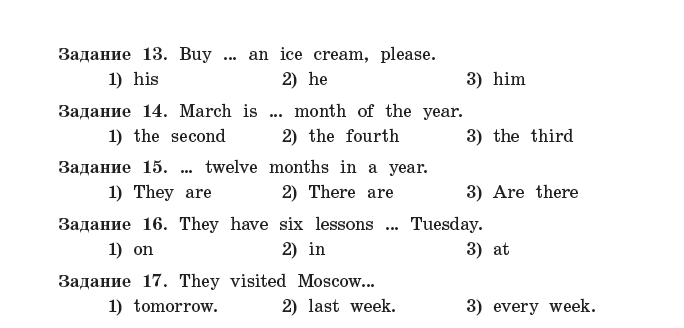 Задание 13. Buy ... an ice cream, please.
1) his 2) he 3) him
Задание 14. March is ... month of the year.
1) the second 2) the fourth 3) the third
Задание 15. ... twelve months in a year.
1) They are 2) There are 3) Are there
Задание 16. They have six lessons ... Tuesday.
1) on 2) in 3) at
Задание 17. They visited Moscow...
1) tomorrow. 2) last week. 3) every week.